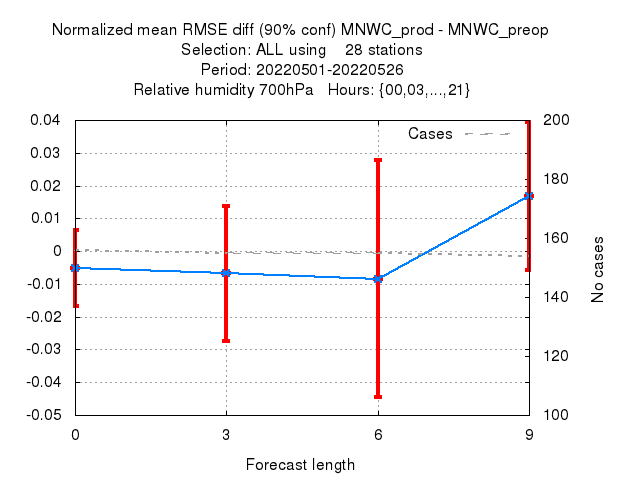 Normalized mean RMSE diff (90% conf) MNWC_prod - MNWC_preop
Selection: ALL using    28 stations
Period: 20220501-20220526
Relative humidity 700hPa   Hours: {00,03,...,21}
Cases
0.04
0.03
0.02
0.01
0
-0.01
-0.02
-0.03
-0.04
-0.05
200
180
160
140
120
100
No cases
0
3
6
9
Forecast length